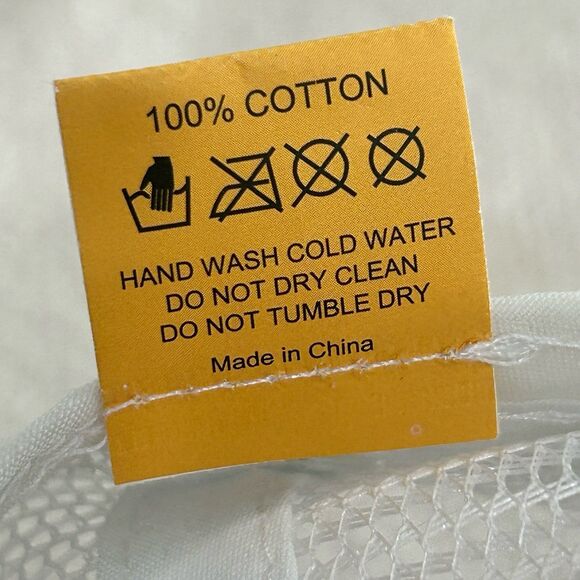 100% COTTON
HAND WASH COLD WATER
DO NOT DRY CLEAN
DO NOT TUMBLE DRY
Made in China